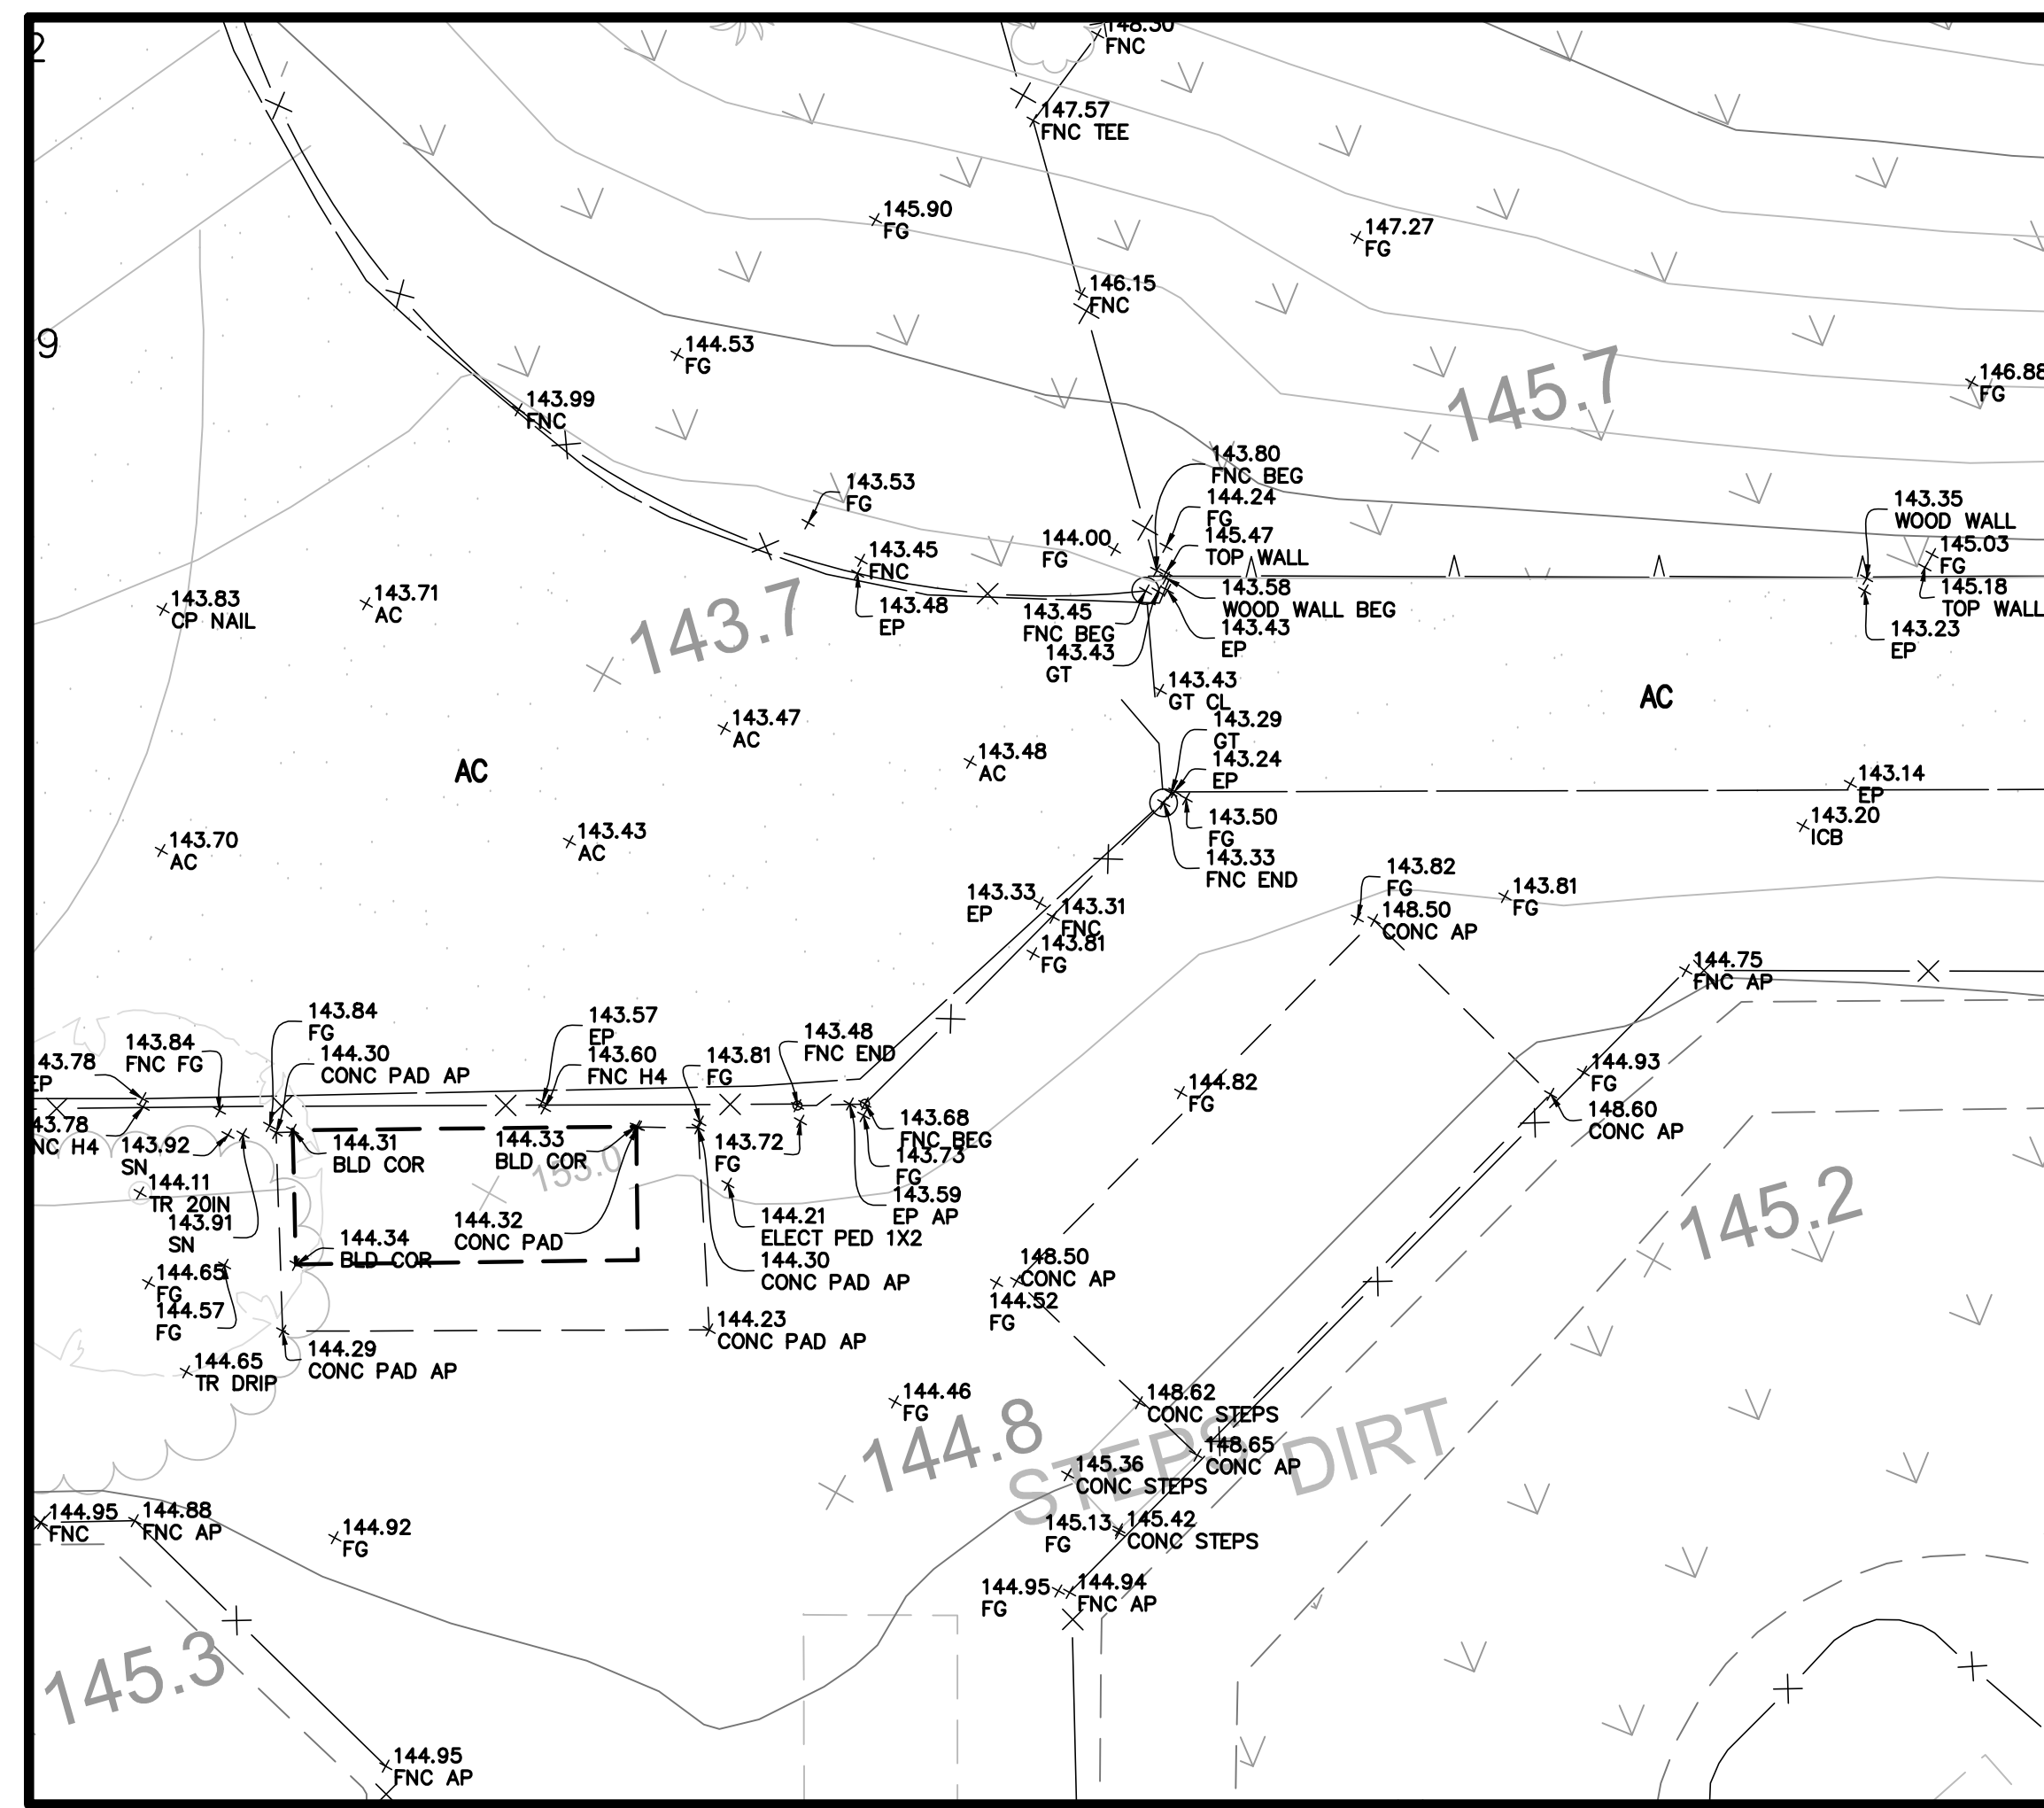 2
148.30
FNC
147.57
FNC TEE
145.90
FG
147.27
FG
146.15
FNC
9
144.53
FG
145.7
146.88
FG
143.99
FNC
143.80
FNC BEG
143.53
FG
144.24
FG
143.35
WOOD WALL
144.00
FG
145.47
TOP WALL
145.03
FG
143.45
FNC
143.58
WOOD WALL BEG
145.18
TOP WALL
143.83
CP NAIL
143.71
AC
143.7
143.48
EP
143.45
FNC BEG
143.43
EP
143.23
EP
143.43
GT
143.43
GT CL
AC
143.47
AC
143.29
GT
143.48
AC
143.24
EP
AC
143.14
EP
143.50
FG
143.20
ICB
143.70
AC
143.43
AC
143.33
FNC END
143.82
FG
143.81
FG
143.33
EP
143.31
FNC
148.50
CONC AP
143.81
FG
144.75
FNC AP
143.84
FG
143.57
EP
143.48
FNC END
143.84
FNC FG
144.30
CONC PAD AP
143.60
FNC H4
143.81
FG
43.78
EP
144.93
FG
144.82
FG
148.60
CONC AP
43.78
NC H4
143.92
SN
144.31
BLD COR
144.33
BLD COR
143.72
FG
143.68
FNC BEG
143.73
FG
153.0
144.11
TR 20IN
143.59
EP AP
143.91
SN
144.32
CONC PAD
144.21
ELECT PED 1X2
145.2
144.34
BLD COR
144.30
CONC PAD AP
148.50
CONC AP
144.65
FG
144.52
FG
144.57
FG
144.23
CONC PAD AP
144.29
CONC PAD AP
144.65
TR DRIP
144.46
FG
148.62
CONC STEPS
144.8
STEPS
DIRT
148.65
CONC AP
145.36
CONC STEPS
144.95
FNC
144.88
FNC AP
144.92
FG
145.13
FG
145.42
CONC STEPS
144.95
FG
144.94
FNC AP
145.3
144.95
FNC AP